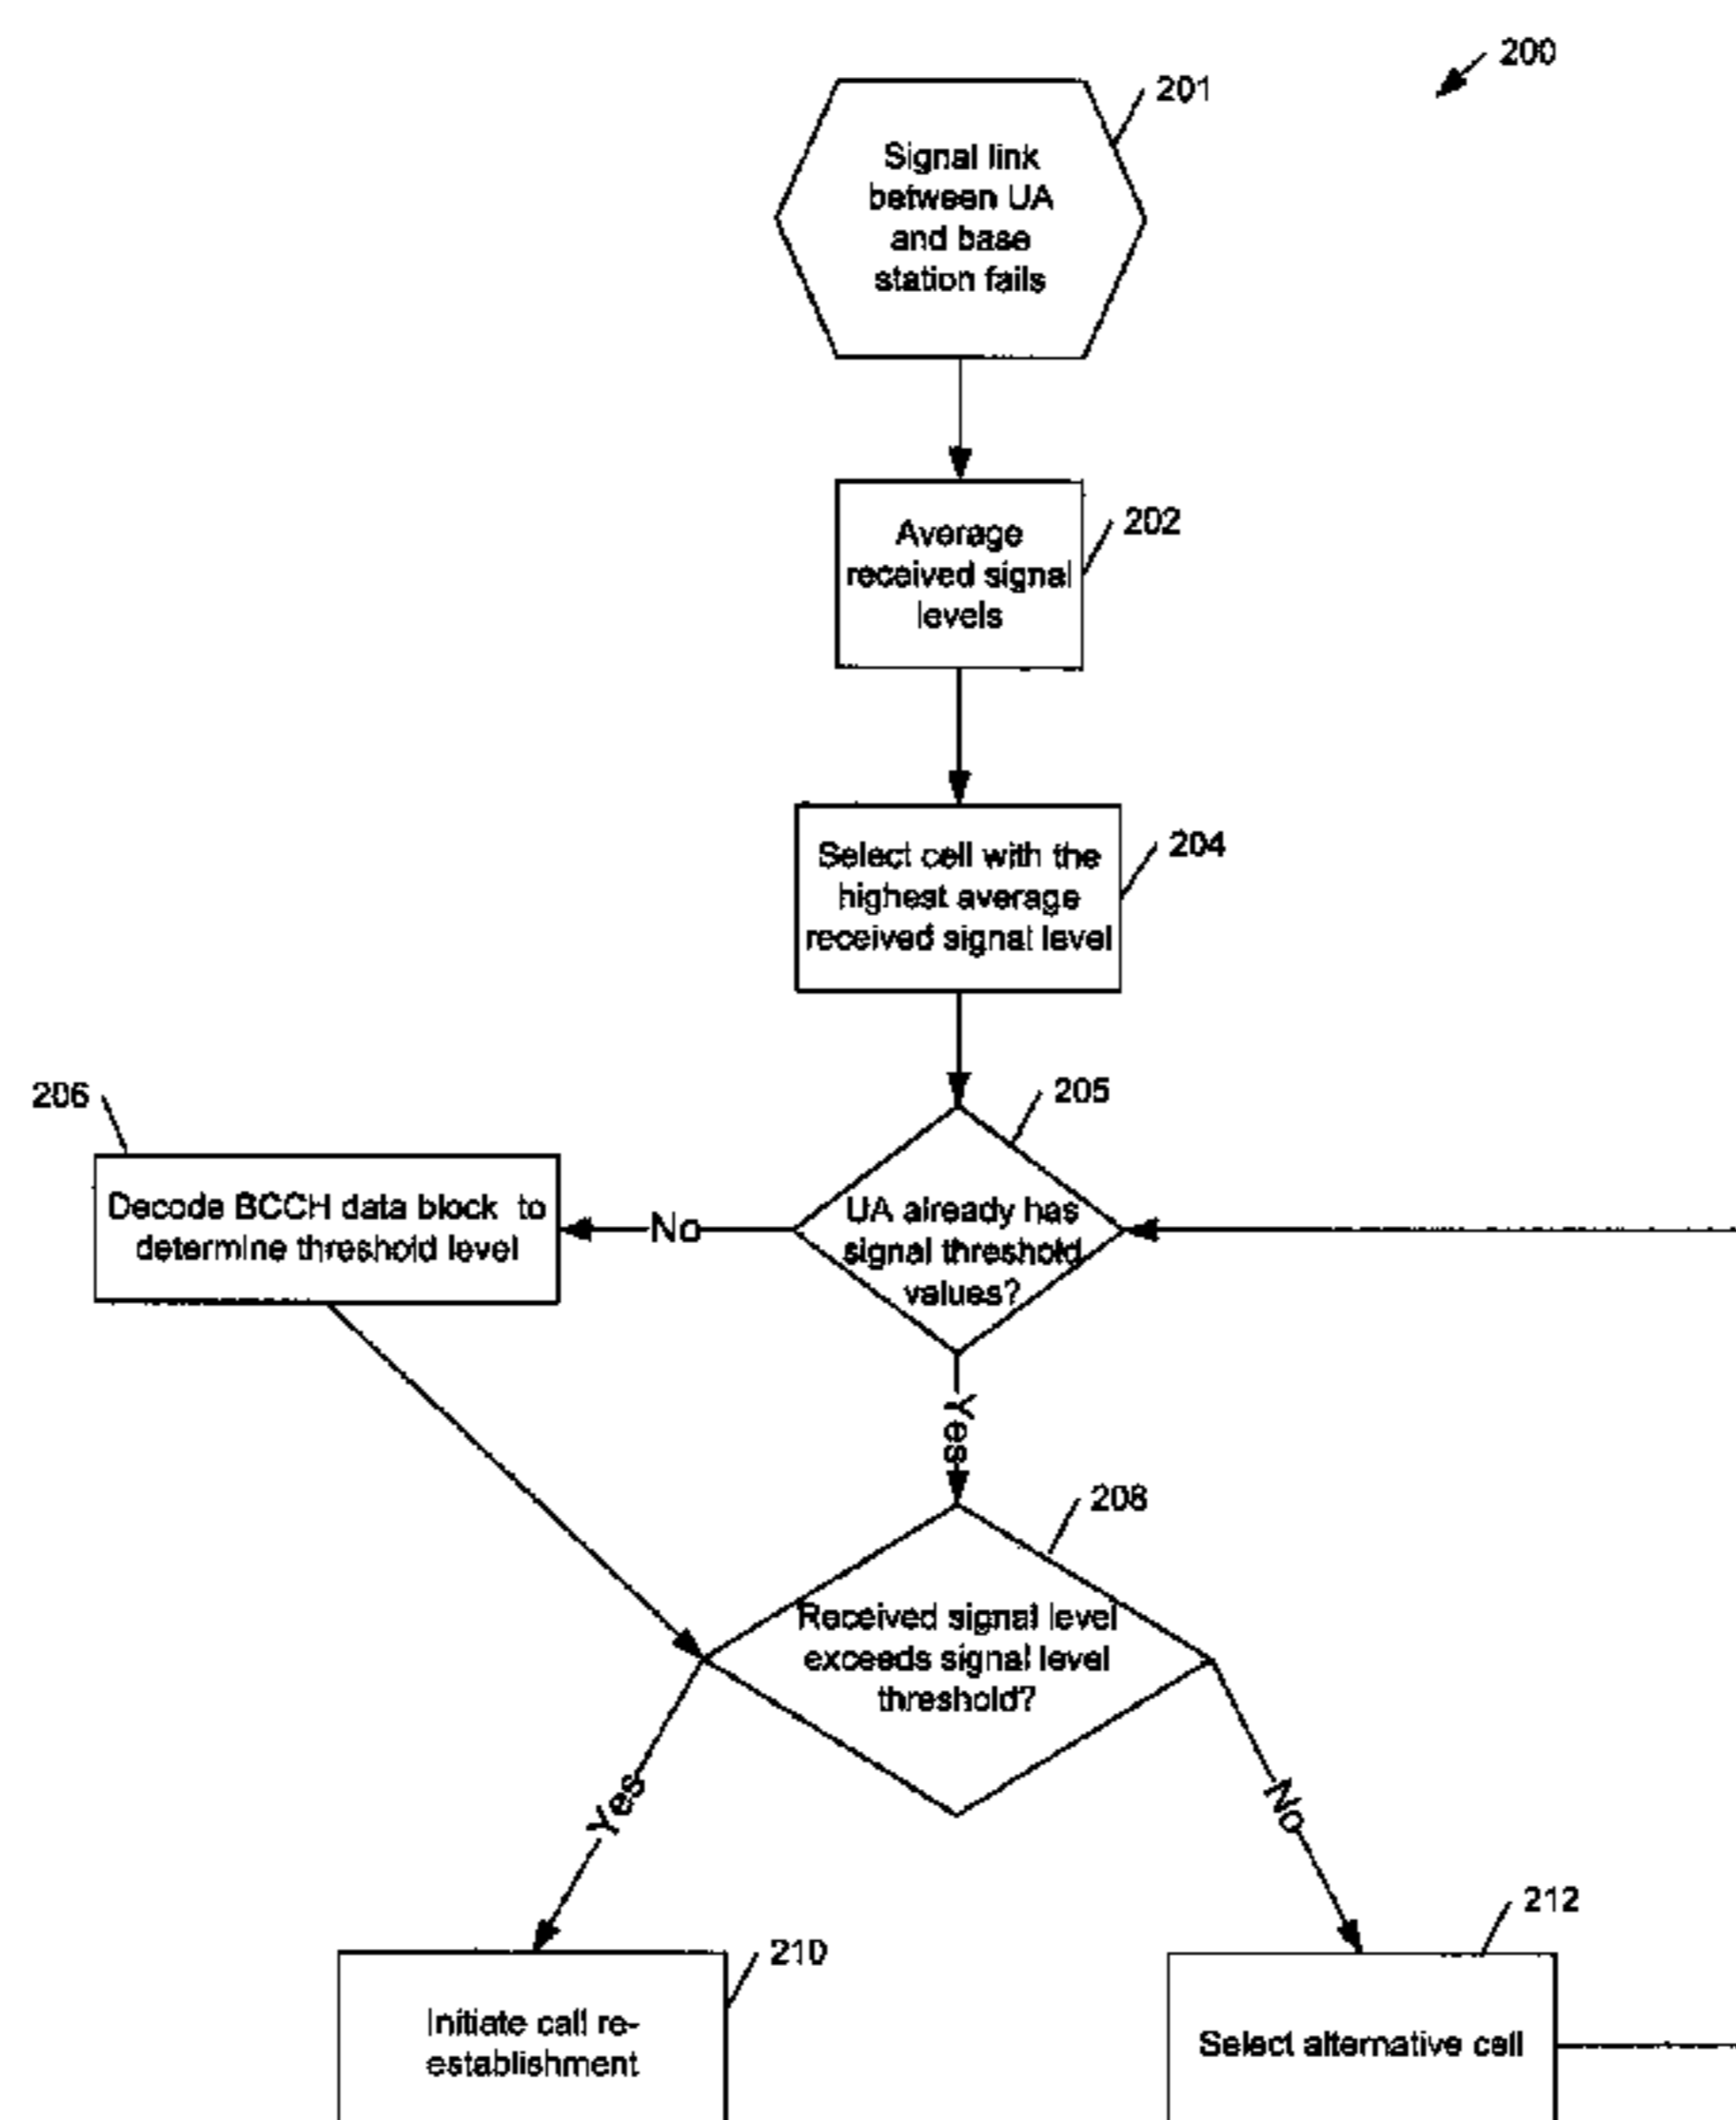 200
201
Signal link
between UA
and base
station fails
202
Average
received signal
levels
204
Select cell with the
highest average
received signal level
205
206
UA already has
signal threshold
values?
No
Decode BCCH data block to
determine threshold level
Yes
208
Received signal level
exceeds signal level
threshold?
Yes
No
210
Initiate call re-
establishment
212
Select alternative cell